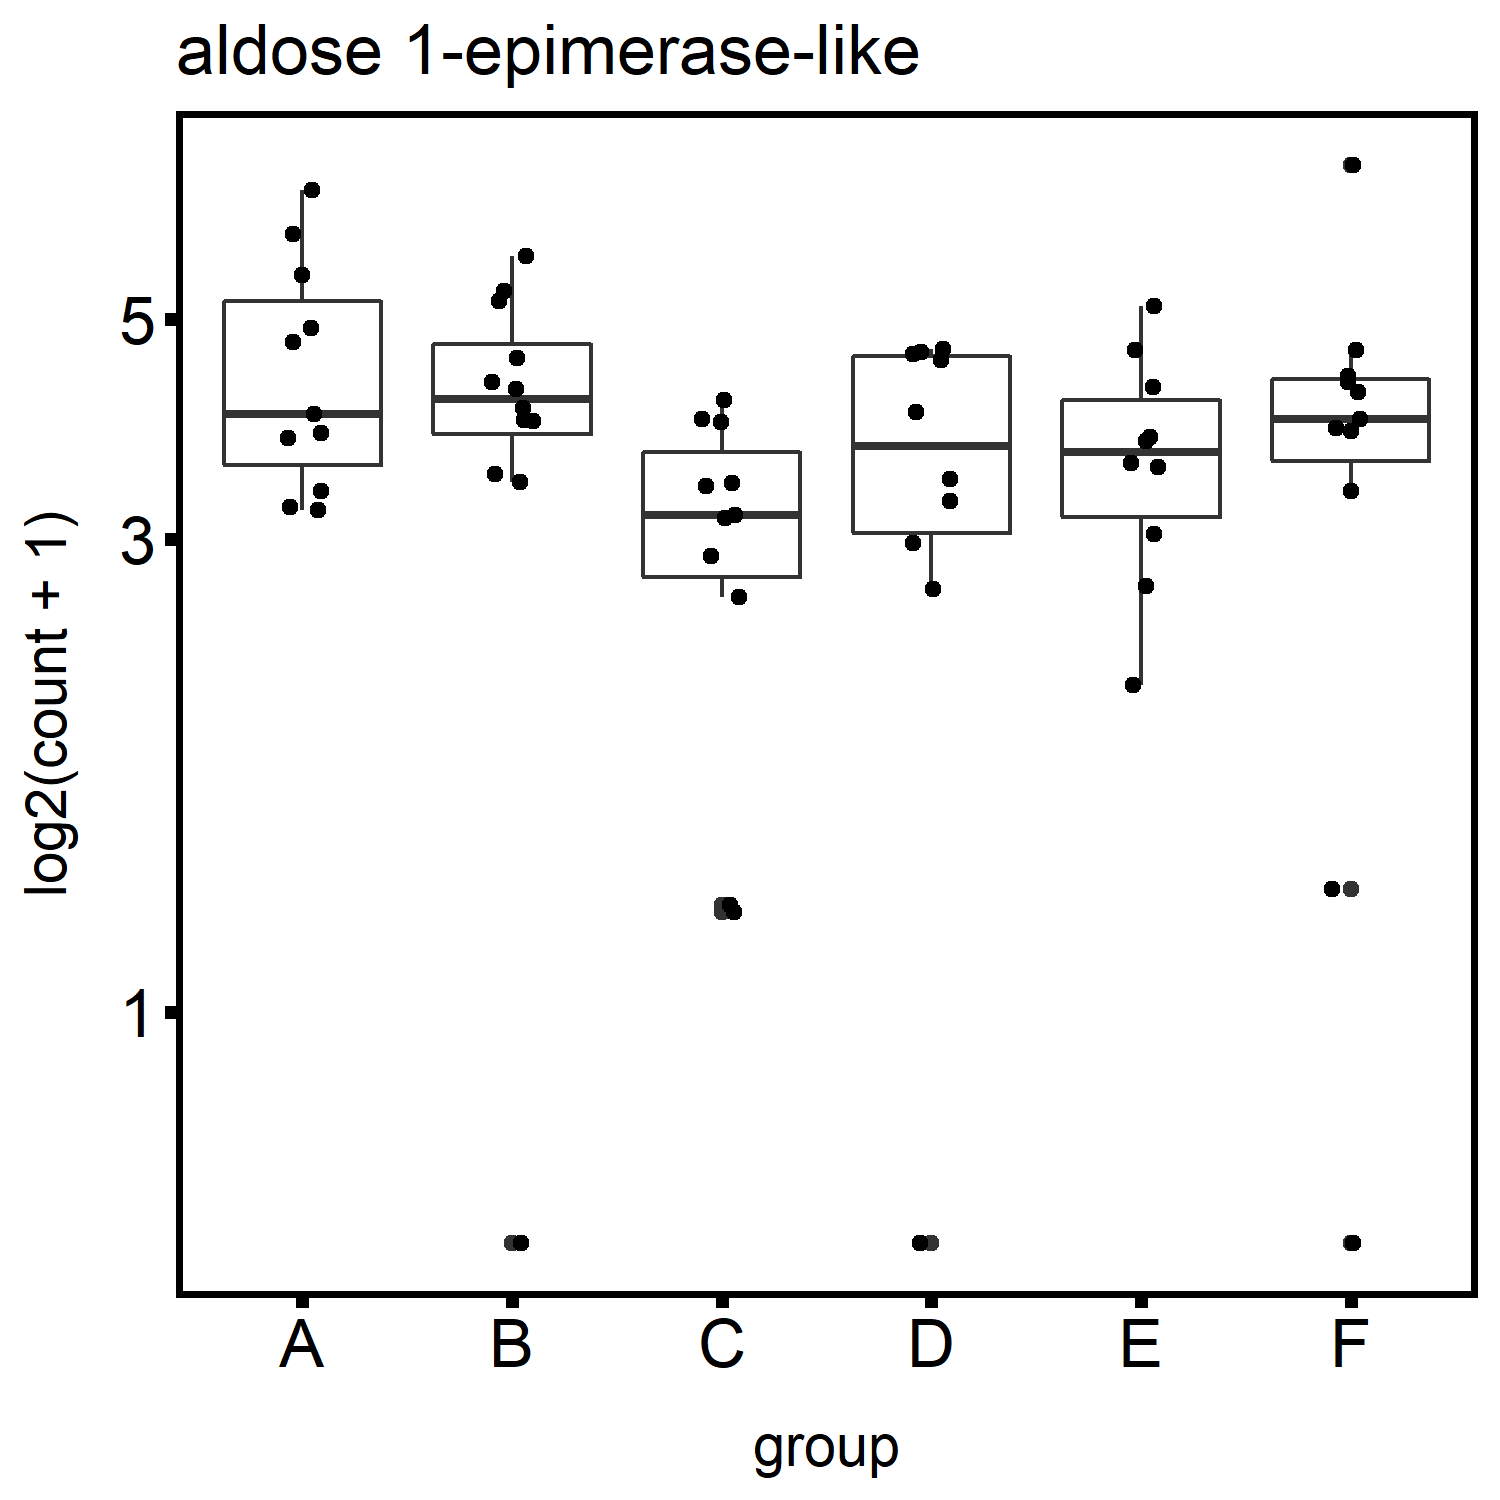 aldose 1-epimerase-like
log2(count + 1)
5
3
1
A B C D E F
group